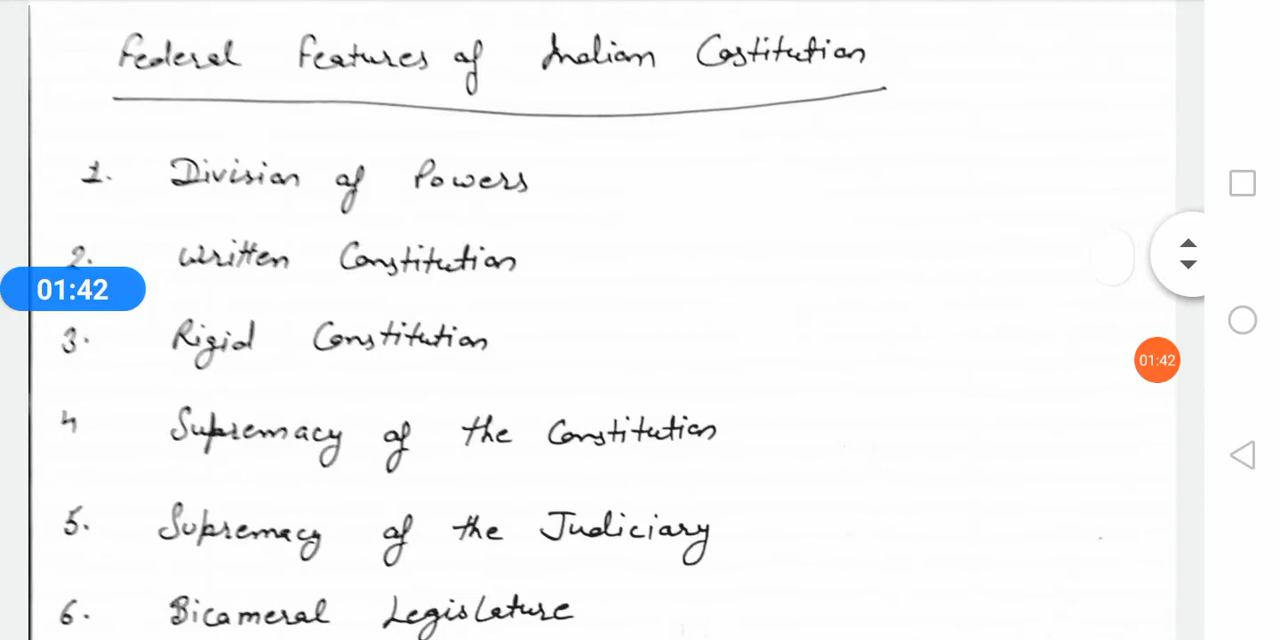 Federal Features of Indian Costitution
1. Division of Powers
2. Written Constitution
01:42
3. Rigid Constitution
01:42
4 Supremacy of the Constitution
5. Supremacy of the Judiciary
6. Bicameral Legislature